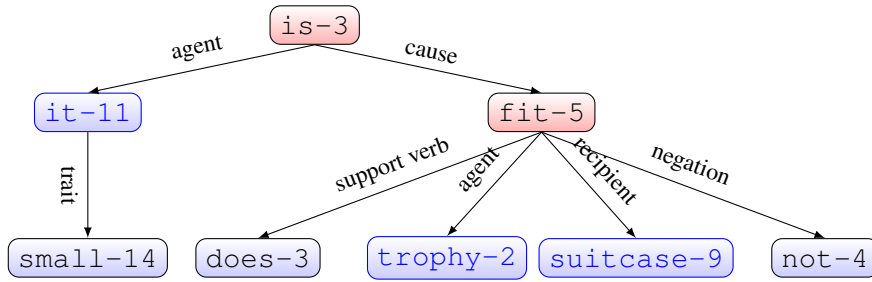 is-3
agent
cause
it-11
fit-5
trait
support verb
agent
recipient
negation
small-14
does-3
trophy-2
suitcase-9
not-4